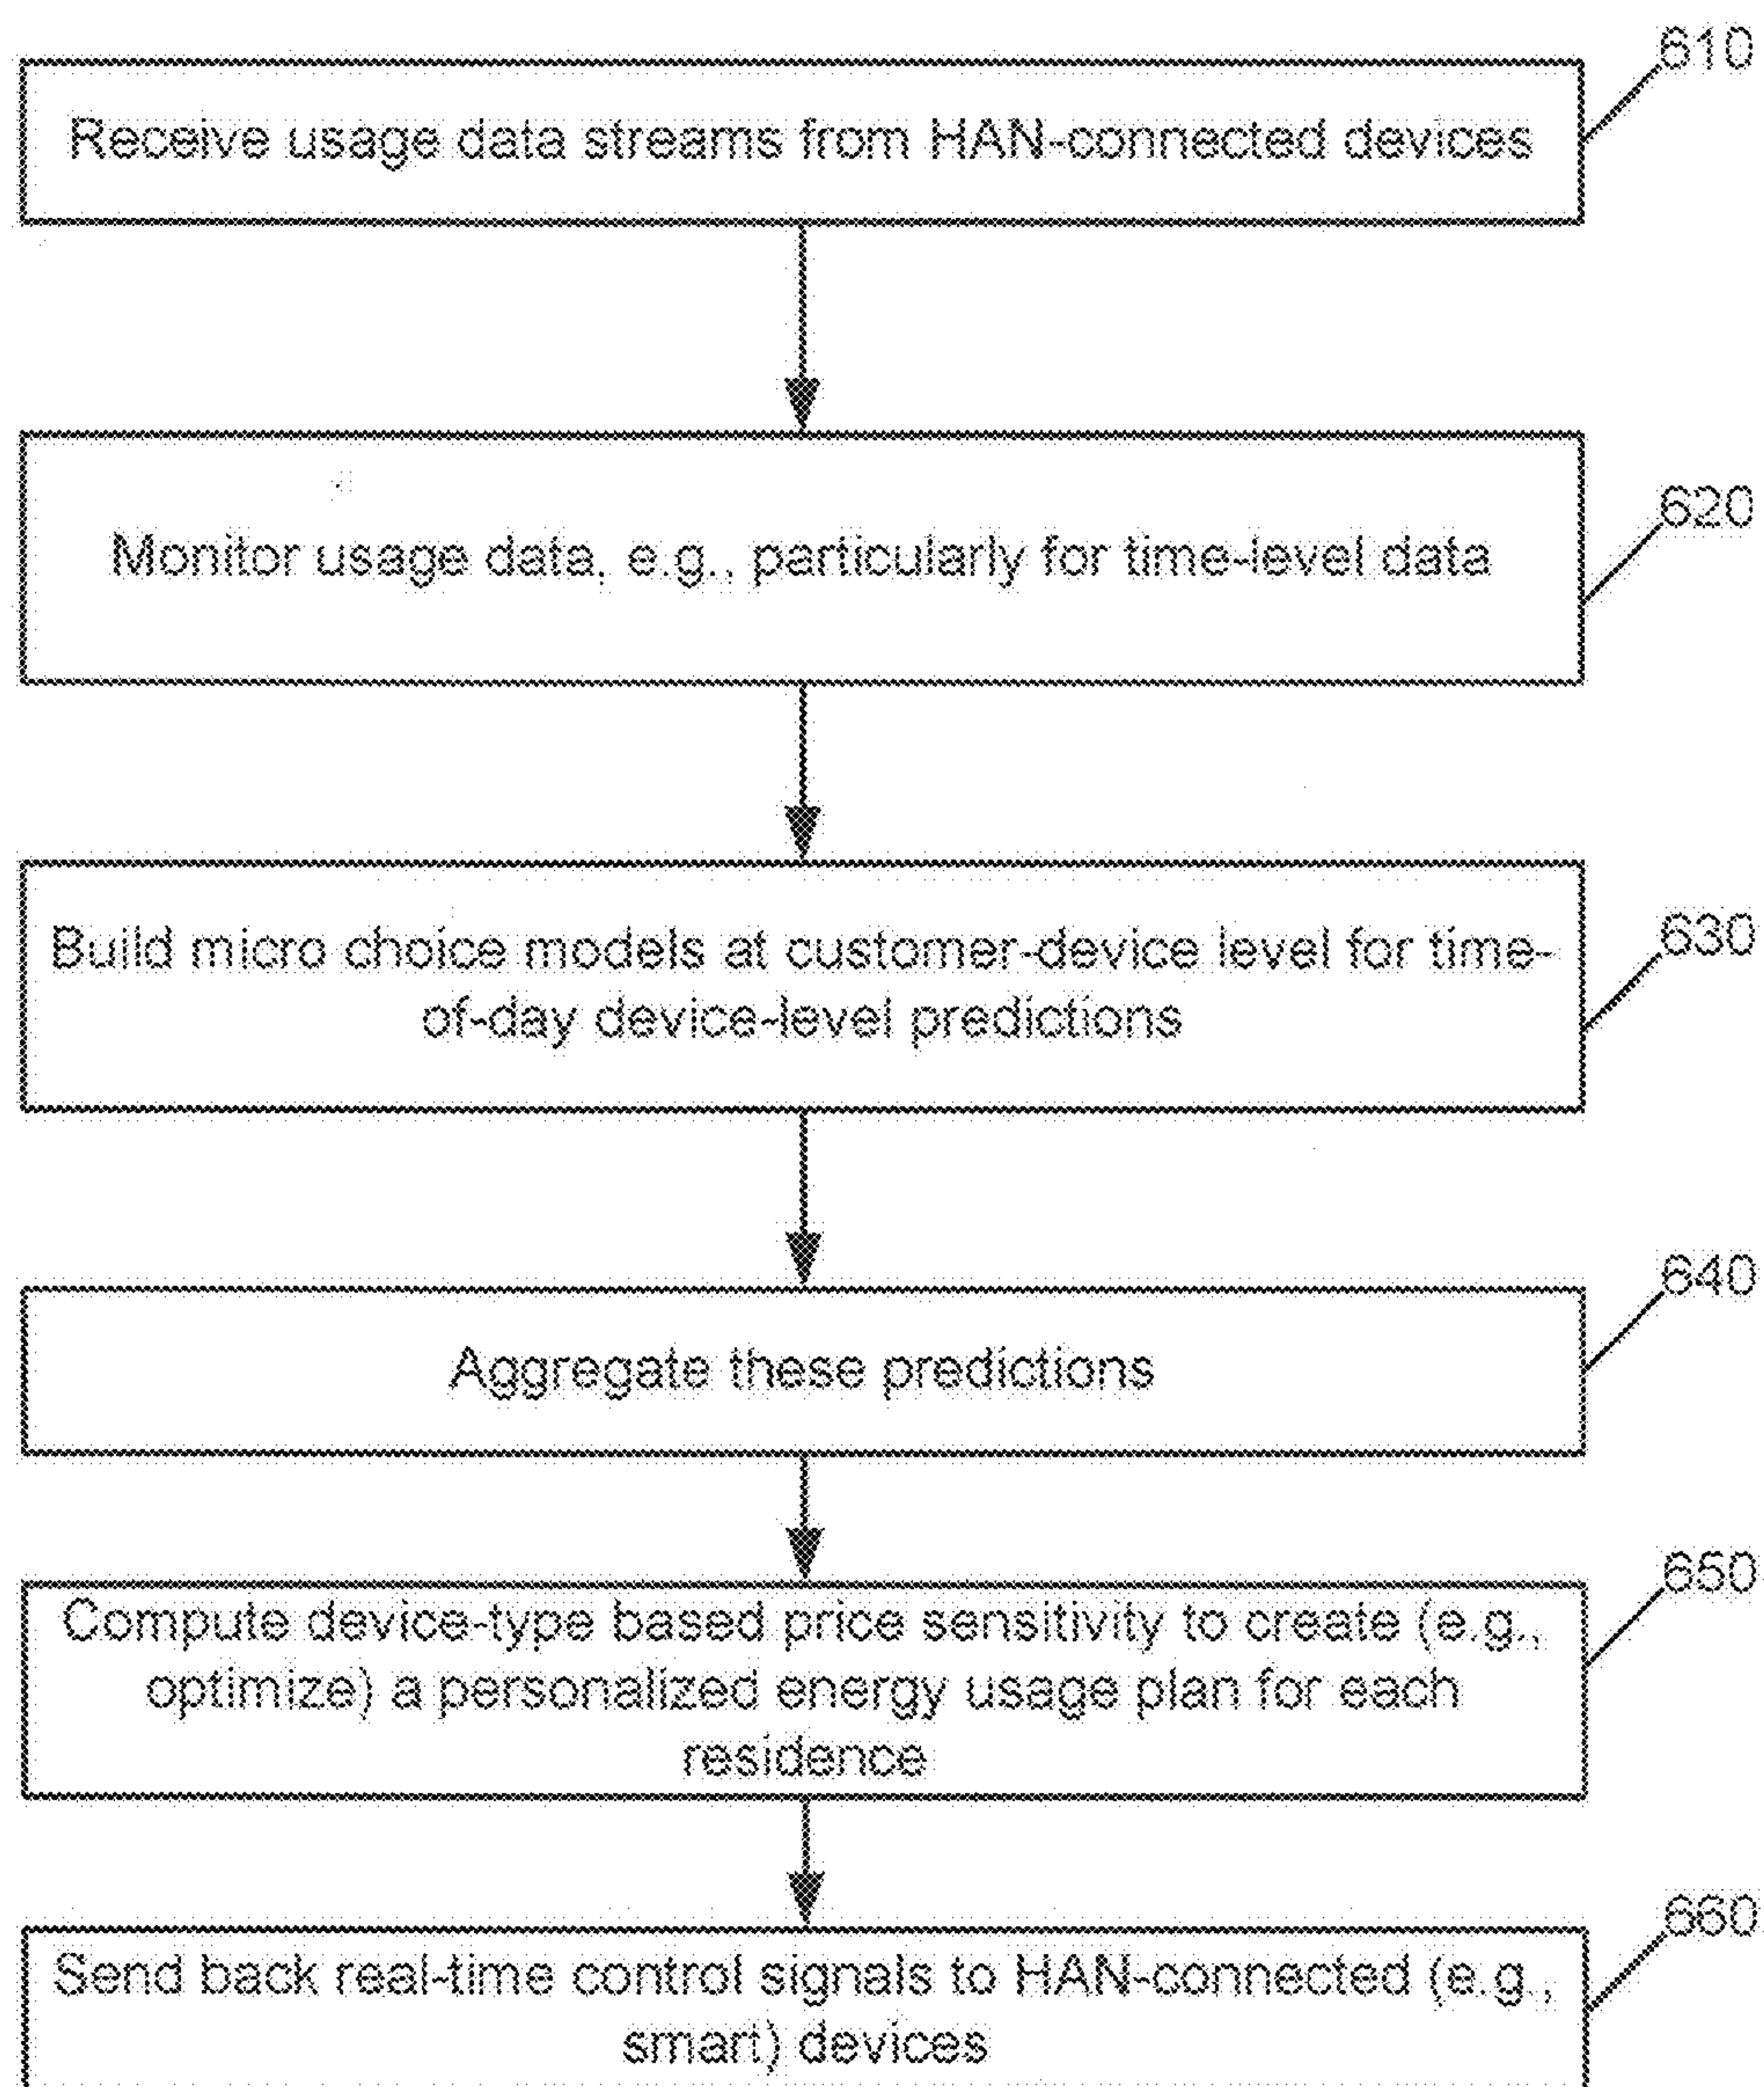 610
Receive usage data streams from HAN-connected devices
620
Monitor usage data, e.g., particularly for time-level data
630
Build micro choice models at customer-device level for time-
of-day device-level predictions
640
Aggregate these predictions
650
Compute device-type based price sensitivity to create (e.g.,
optimize) a personalized energy usage plan for each
residence
660
Send back real-time control signals to HAN-connected (e.g.,
smart) devices